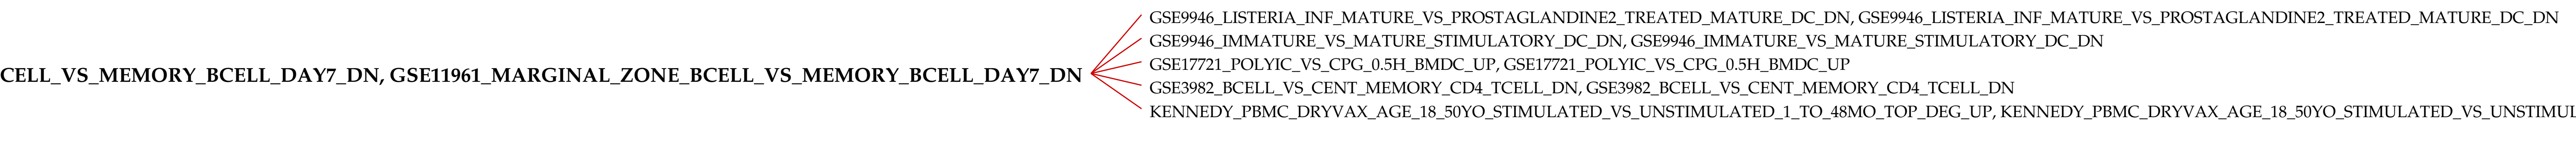 GSE9946_LISTERIA_INF_MATURE_VS_PROSTAGLANDINE2_TREATED_MATURE_DC_DN, GSE9946_LISTERIA_INF_MATURE_VS_PROSTAGLANDINE2_TREATED_MATURE_DC_DN
GSE9946_IMMATURE_VS_MATURE_STIMULATORY_DC_DN, GSE9946_IMMATURE_VS_MATURE_STIMULATORY_DC_DN
GSE17721_POLYIC_VS_CPG_0.5H_BMDC_UP, GSE17721_POLYIC_VS_CPG_0.5H_BMDC_UP
CELL_VS_MEMORY_BCELL_DAY7_DN, GSE11961_MARGINAL_ZONE_BCELL_VS_MEMORY_BCELL_DAY7_DN
GSE3982_BCELL_VS_CENT_MEMORY_CD4_TCELL_DN, GSE3982_BCELL_VS_CENT_MEMORY_CD4_TCELL_DN
KENNEDY_PBMC_DRYVAX_AGE_18_50YO_STIMULATED_VS_UNSTIMULATED_1_TO_48MO_TOP_DEG_UP, KENNEDY_PBMC_DRYVAX_AGE_18_50YO_STIMULATED_VS_UNSTIMUL